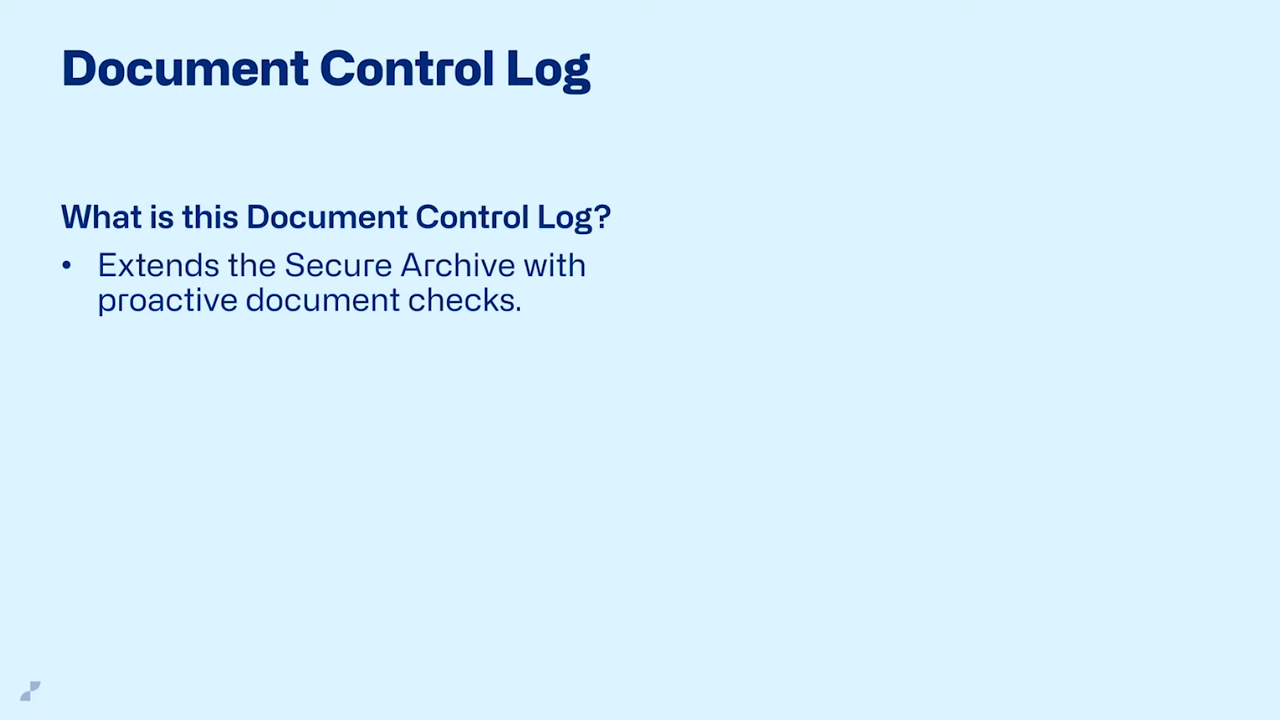 Document Control Log
What is this Document Control Log?
• Extends the Secure Archive with
proactive document checks.